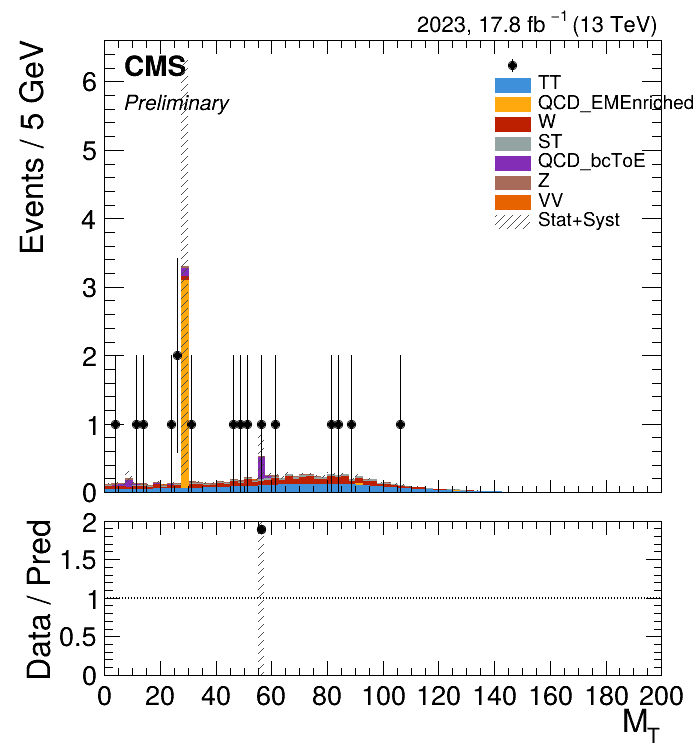 2023, 17.8 fb⁻¹ (13 TeV)
CMS
Preliminary
TT
QCD_EMEnriched
W
ST
QCD_bcToE
Z
VV
Stat+Syst
Events / 5 GeV
6
5
4
3
2
1
0
Data / Pred
2
1.5
1
0.5
0
0 20 40 60 80 100 120 140 160 180 200
M_T